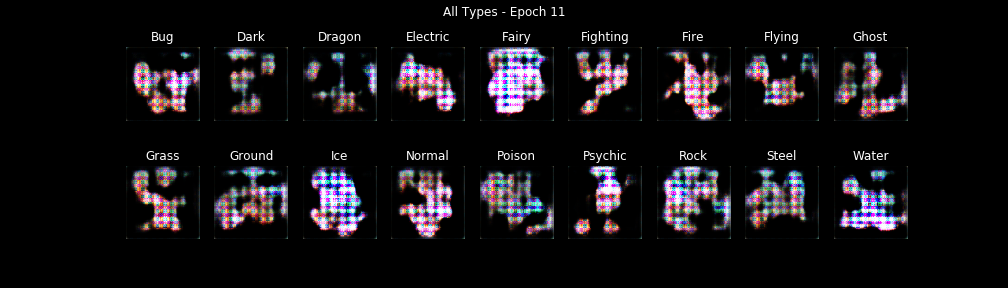 All Types - Epoch 11
Bug Dark Dragon Electric Fairy Fighting Fire Flying Ghost
Grass Ground Ice Normal Poison Psychic Rock Steel Water